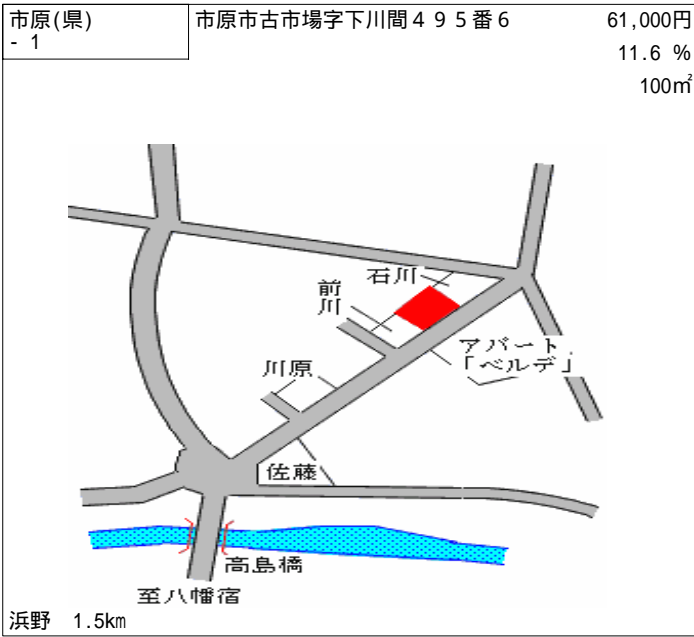 市原(県)
- 1
市原市古市場字下川間４９５番６
61,000円
11.6 %
100㎡
石川
前川
アパート
「ベルデ」
川原
佐藤
高島橋
至八幡宿
浜野 1.5km